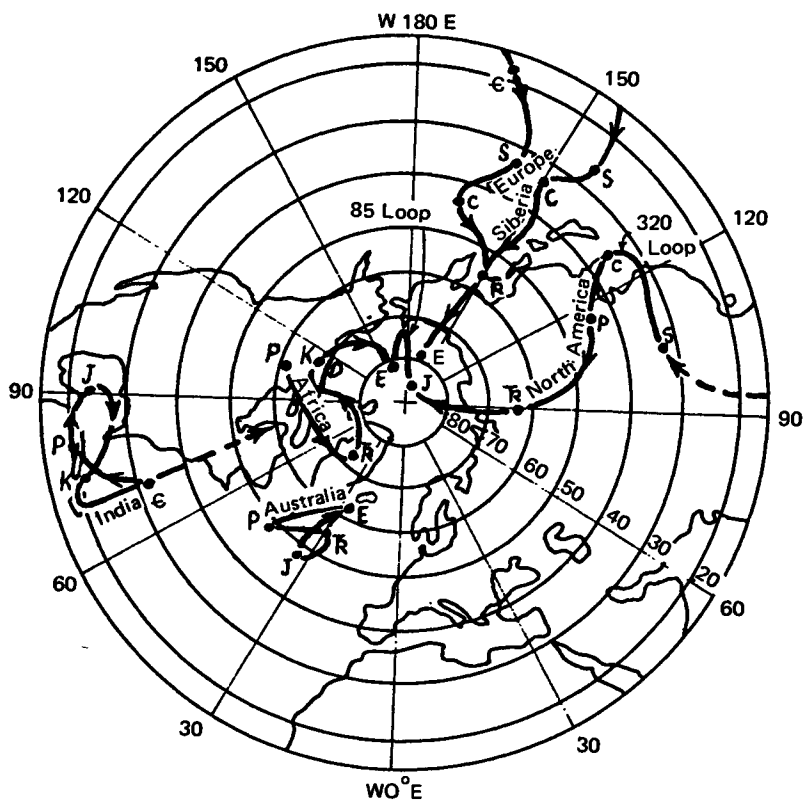 W 180 E
150
150
Є
S
Europe
S
C
C
120
Siberia
85 Loop
320
Loop
120
C
Ŧ
R
P
P
K
P
North America
S
E
E
90
J
J
Ŧ
R
90
Africa
80
70
P
Ŧ
R
60
50
K
Є
India
Australia
E
P
40
Ŧ
R
J
30
20
60
60
30
30
WO°E